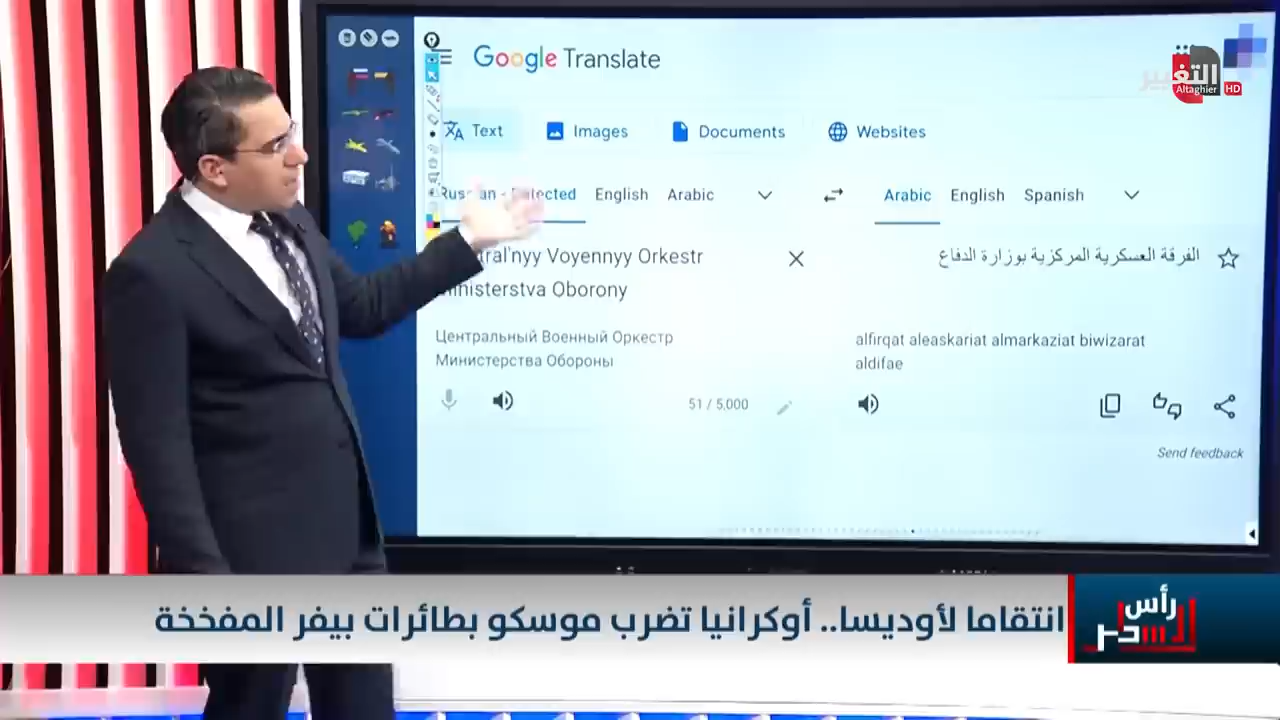 Google Translate
التغيير
Altaghier HD
Text Images Documents Websites
English Arabic
Arabic English Spanish
Voyennyy Orkestr
Oborony
الفرقة العسكرية المركزية بوزارة الدفاع
Центральный Военный Оркестр
Министерства Обороны
alfirqat aleaskariat almarkaziat biwizarat
aldifae
51 / 5,000
Send feedback
انتقاما لأوديسا.. أوكرانيا تضرب موسكو بطائرات بيفر المفخخة
رأس
السطر